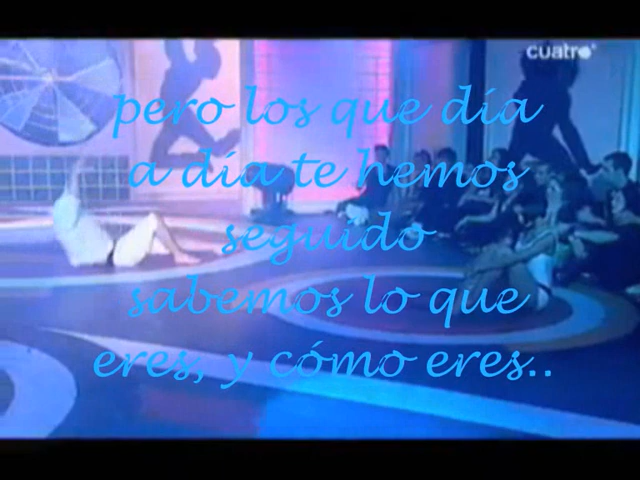 cuatro
pero los que día
a día te hemos
seguido
sabemos lo que
eres, y cómo eres..